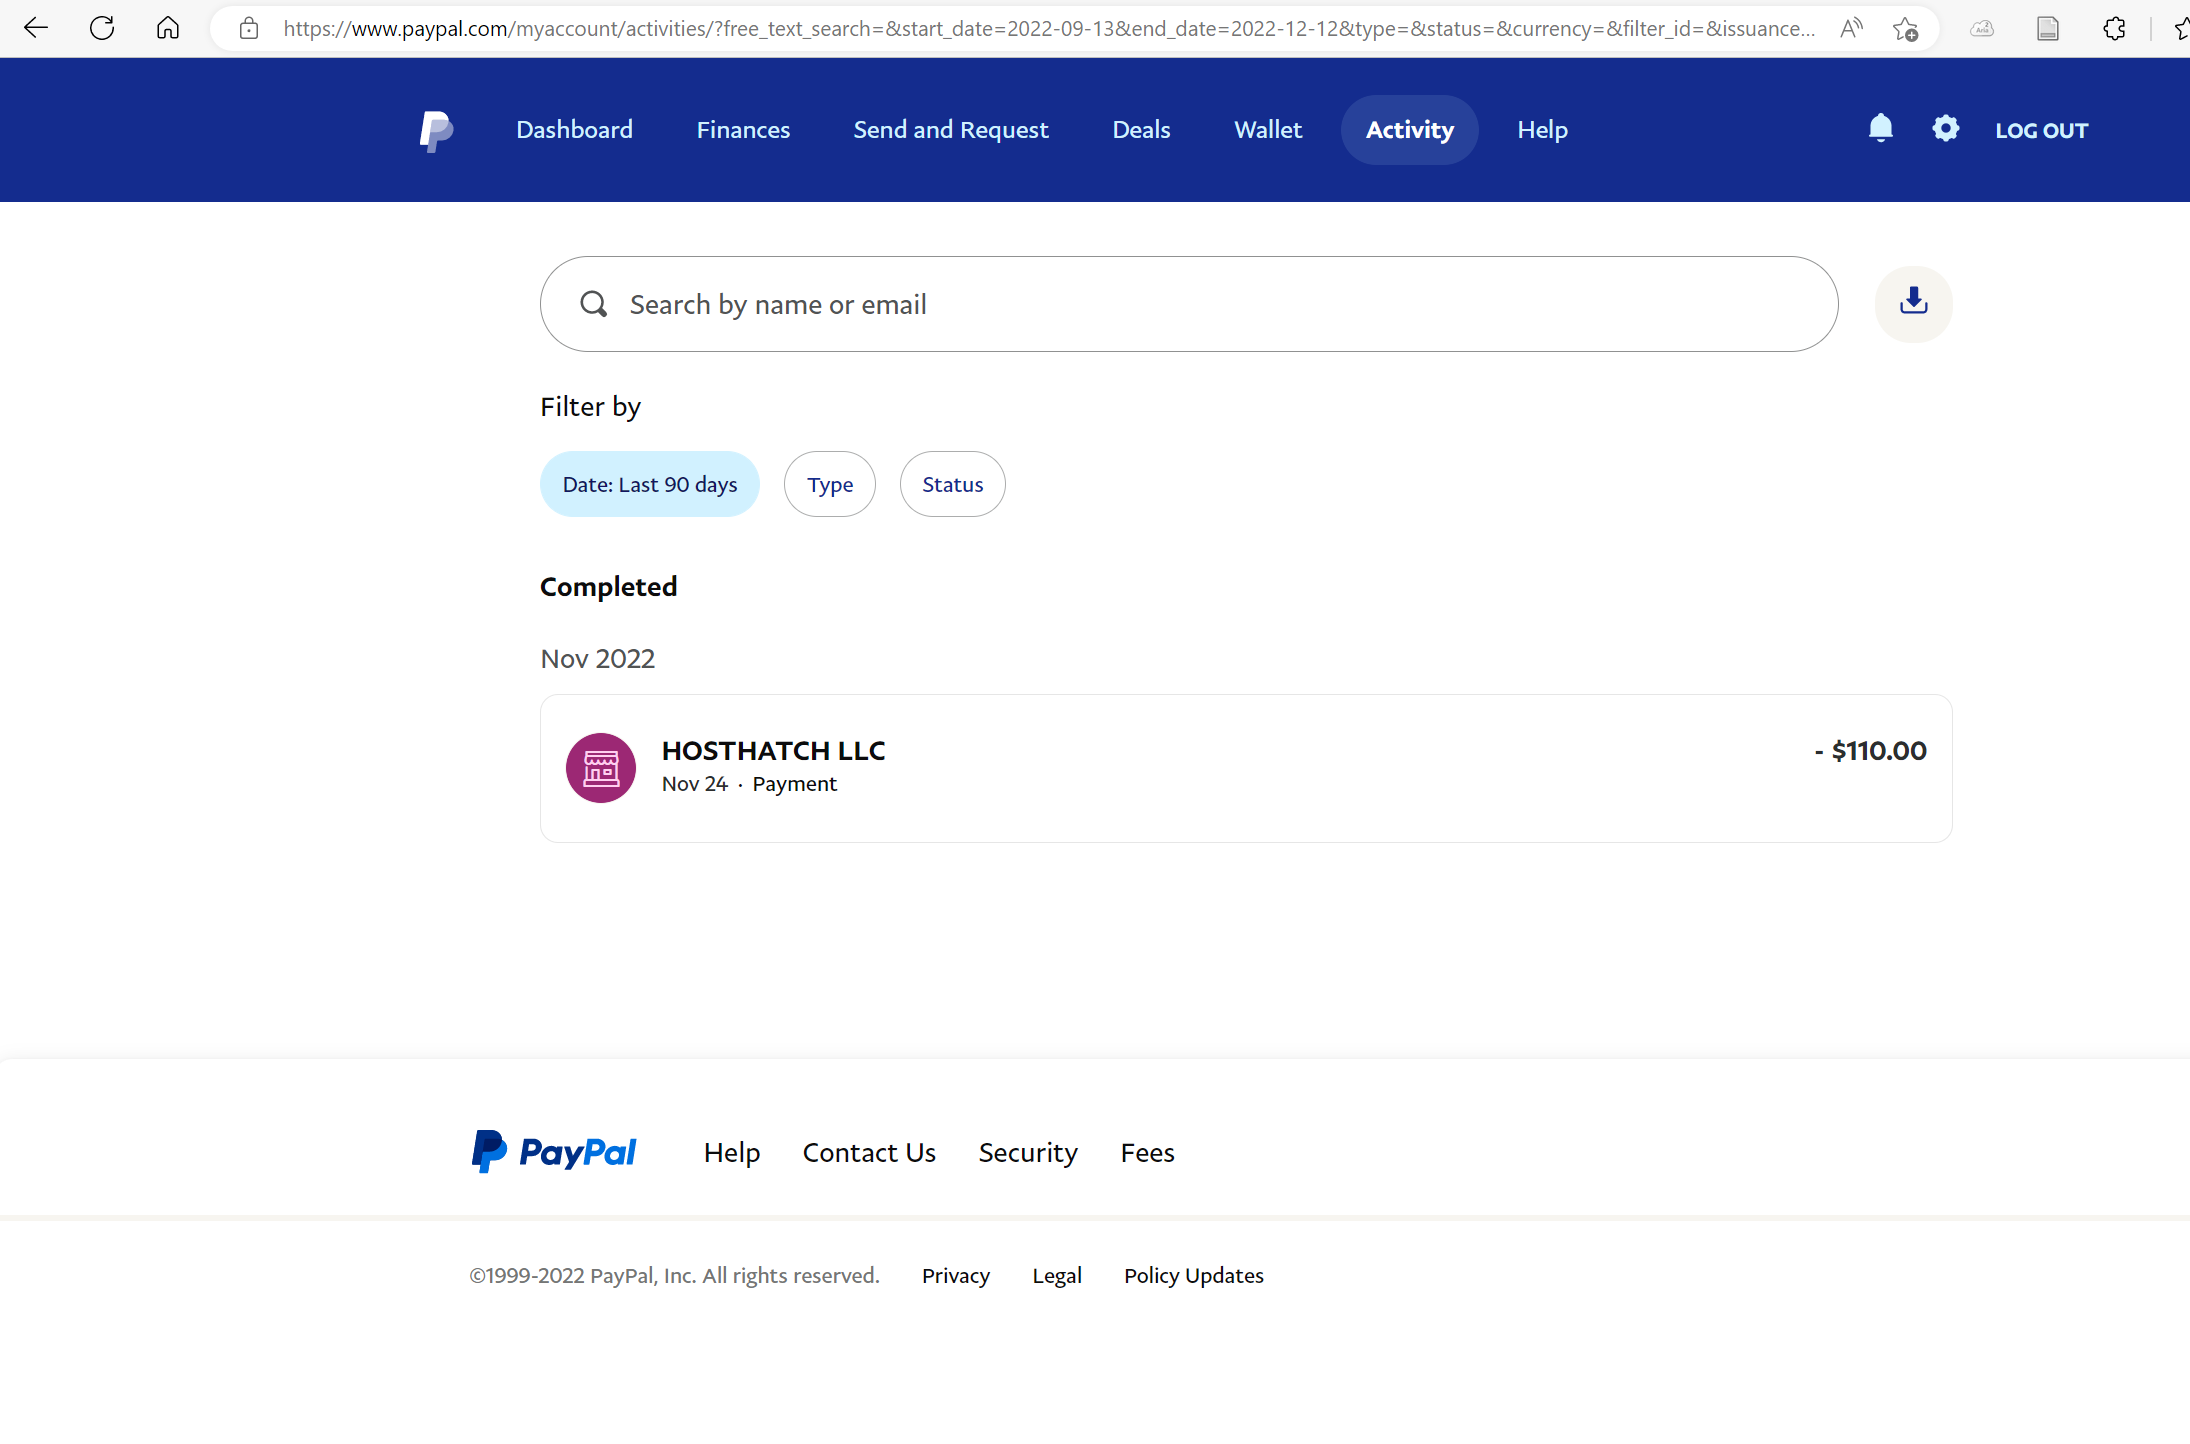 https://www.paypal.com/myaccount/activities/?free_text_search=&start_date=2022-09-13&end_date=2022-12-12&type=&status=&currency=&filter_id=&issuance...
Dashboard Finances Send and Request Deals Wallet Activity Help LOG OUT
Search by name or email
Filter by
Date: Last 90 days Type Status
Completed
Nov 2022
HOSTHATCH LLC - $110.00
Nov 24 · Payment
PayPal Help Contact Us Security Fees
©1999-2022 PayPal, Inc. All rights reserved. Privacy Legal Policy Updates